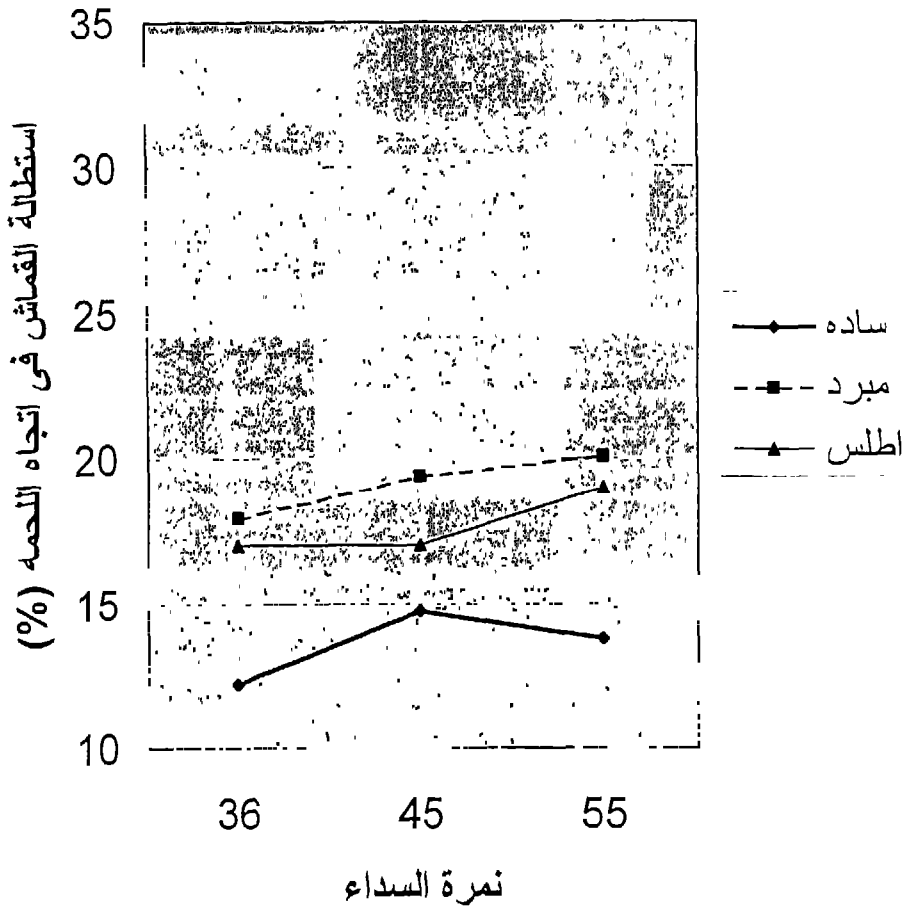 استطالة القماش فى اتجاه اللحمه (%)
35
30
25
20
15
10
36 45 55
نمرة السداء
ساده
مبرد
اطلس